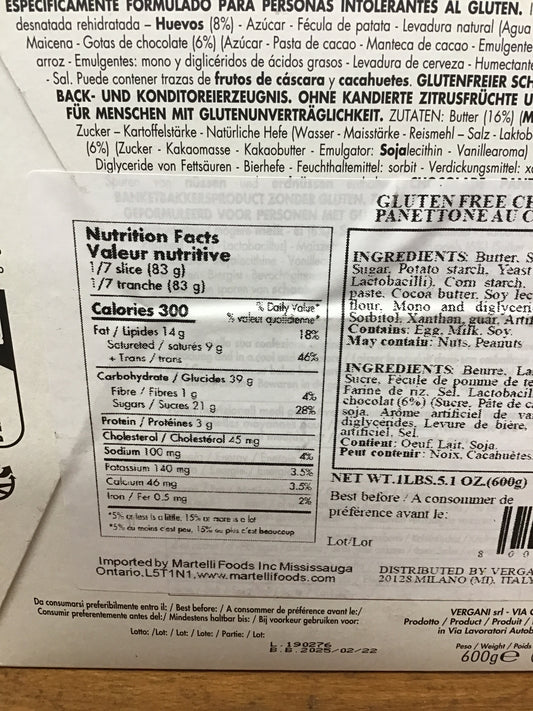 ESPECÍFICAMENTE FORMULADO PARA PERSONAS INTOLERANTES AL GLUTEN.
desnatada rehidratada – Huevos (8%) - Azúcar - Fécula de patata - Levadura natural (Agua
Maicena - Gotas de chocolate (6%) (Azúcar - Pasta de cacao - Manteca de cacao - Emulgente
arroz - Emulgentes: mono y diglicéridos de ácidos grasos - Levadura de cerveza - Humectante
- Sal. Puede contener trazas de frutos de cáscara y cacahuetes. GLUTENFREIER SCH
BACK- UND KONDITOREIERZEUGNIS. OHNE KANDIERTE ZITRUSFRÜCHTE U
FÜR MENSCHEN MIT GLUTENUNVERTRÄGLICHKEIT. ZUTATEN: Butter (16%) (M
Zucker – Kartoffelstärke - Natürliche Hefe (Wasser - Maisstärke - Reismehl – Salz - Laktob
(6%) (Zucker - Kakaomasse - Kakaobutter - Emulgator: Sojalecithin - Vanillearoma)
Diglyceride von Fettsäuren - Bierhefe - Feuchthaltemittel: sorbit - Verdickungsmittel: xa
Nutrition Facts
Valeur nutritive
1/7 slice (83 g)
1/7 tranche (83 g)
Calories 300
% Daily Value*
% valeur quotidienne*
Fat / Lipides 14 g 18%
Saturated / saturés 9 g
+ Trans / trans 46%
Carbohydrate / Glucides 39 g
Fibre / Fibres 1 g 4%
Sugars / Sucres 21 g 28%
Protein / Protéines 3 g
Cholesterol / Cholestérol 45 mg
Sodium 100 mg 4%
Potassium 140 mg 3.5%
Calcium 46 mg 3.5%
Iron / Fer 0.5 mg 2%
*5% or less is a little, 15% or more is a lot
*5% ou moins c'est peu, 15% ou plus c'est beaucoup
Imported by Martelli Foods Inc Mississauga
Ontario.L5T1N1,www.martellifoods.com
GLUTEN FREE CH
PANETTONE AU C
INGREDIENTS: Butter, S
Sugar, Potato starch, Yeast
Lactobacilli), Corn starch,
paste, Cocoa butter, Soy lec
flour, Mono and diglyceri
Sorbitol, Xanthan, guar, Arti
Contains: Egg, Milk, Soy.
May contain: Nuts, Peanuts
INGREDIENTS: Beurre, La
Sucre, Fécule de pomme de te
Farine de riz, Sel, Lactobacil
chocolat (6%) (Sucre, Pâte de c
soja, Arôme artificiel de va
diglycérides, Levure de bière,
artificiel, Sel.
Contient: Oeuf, Lait, Soja.
Peut contenir: Noix, Cacahuètes
NET WT.1LBS.5.1 OZ.(600g)
Best before / A consommer de
préférence avant le:
Lot/Lot
8 00
DISTRIBUTED BY VERGA
20128 MILANO (MI), ITALY
Da consumarsi preferibilmente entro il: / Best before: / A consommer de préférence avant le:/
Consumir preferentemente antes del:/ Mindestens haltbar bis: / Bij voorkeur gebruiken voor:
Lotto: /Lot: / Lot: / Lote: / Partie: / Lot:
L.190276
B.B.2025/02/22
VERGANI srl - VIA
Prodotto / Product / Produit /
in Via Lavoratori Autob
Peso / Weight / Poids
600g e